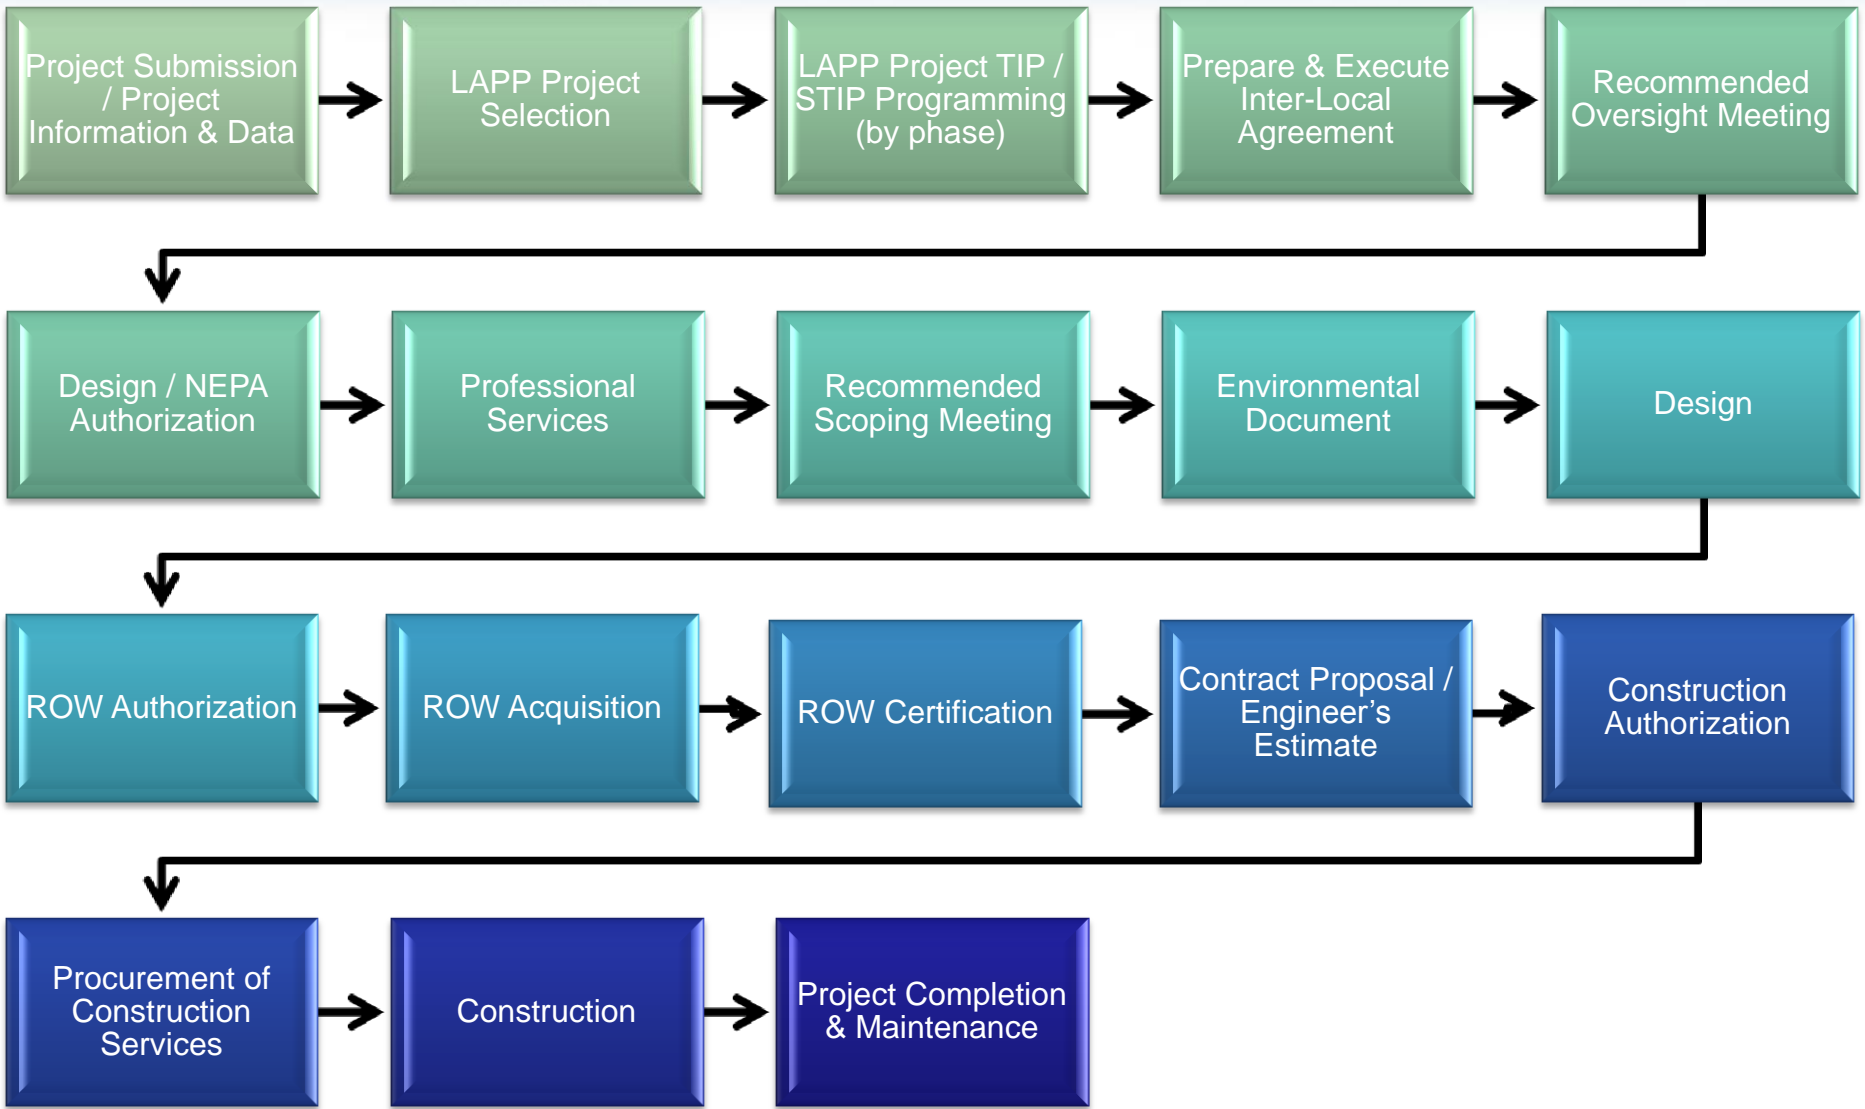 Project Submission
/ Project
Information & Data
LAPP Project
Selection
LAPP Project TIP /
STIP Programming
(by phase)
Prepare & Execute
Inter-Local
Agreement
Recommended
Oversight Meeting
Design / NEPA
Authorization
Professional
Services
Recommended
Scoping Meeting
Environmental
Document
Design
ROW Authorization
ROW Acquisition
ROW Certification
Contract Proposal /
Engineer’s
Estimate
Construction
Authorization
Procurement of
Construction
Services
Construction
Project Completion
& Maintenance